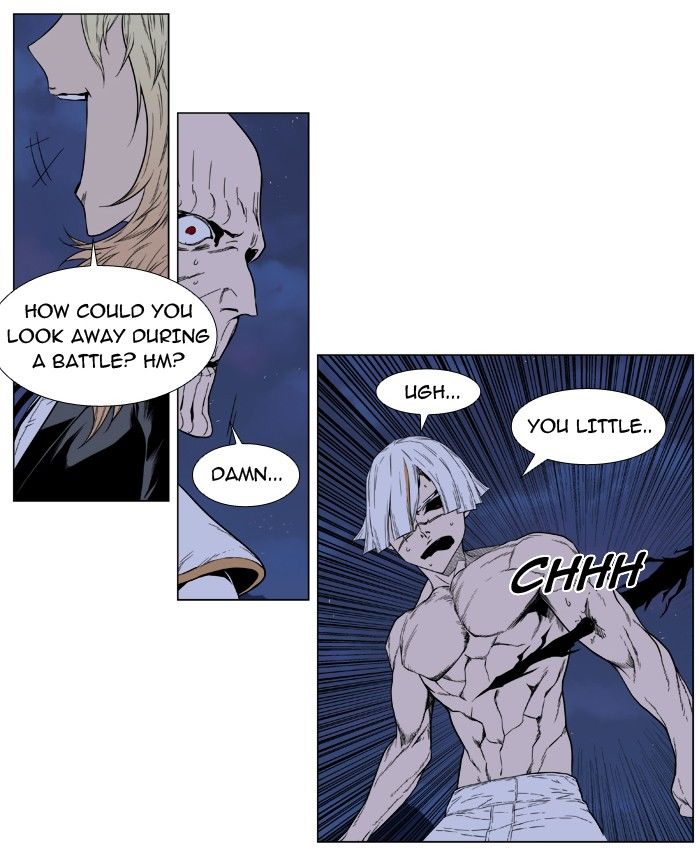 HOW COULD YOU
LOOK AWAY DURING
A BATTLE? HM?
DAMN...
UGH...
YOU LITTLE..
CHHH